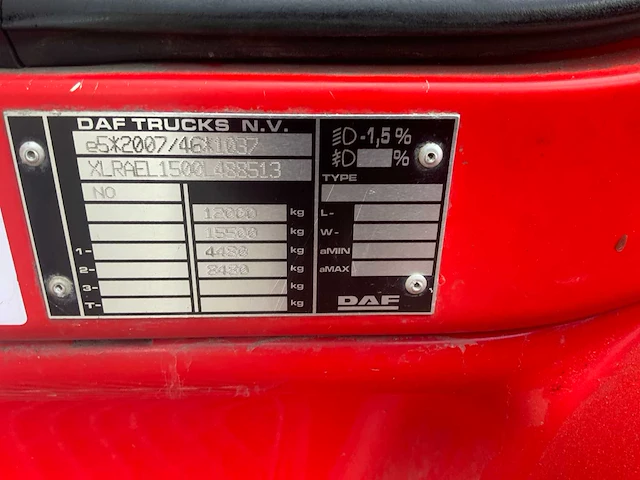 DAF TRUCKS N.V.
e5*2007/46*1037
XLRAEL1500L488513
NO
12000 kg
15500 kg
1- 4480 kg
2- 8480 kg
3- kg
T- kg
D -1,5 %
D %
TYPE
/ /
L-
W-
aMIN
aMAX
DAF